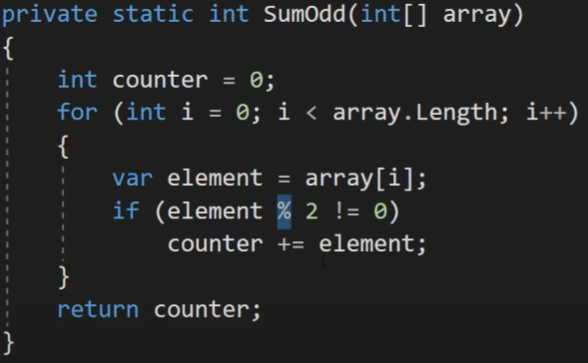 private static int SumOdd(int[] array)
{
int counter = 0;
for (int i = 0; i < array.Length; i++)
{
var element = array[i];
if (element % 2 != 0)
counter += element;
}
return counter;
}